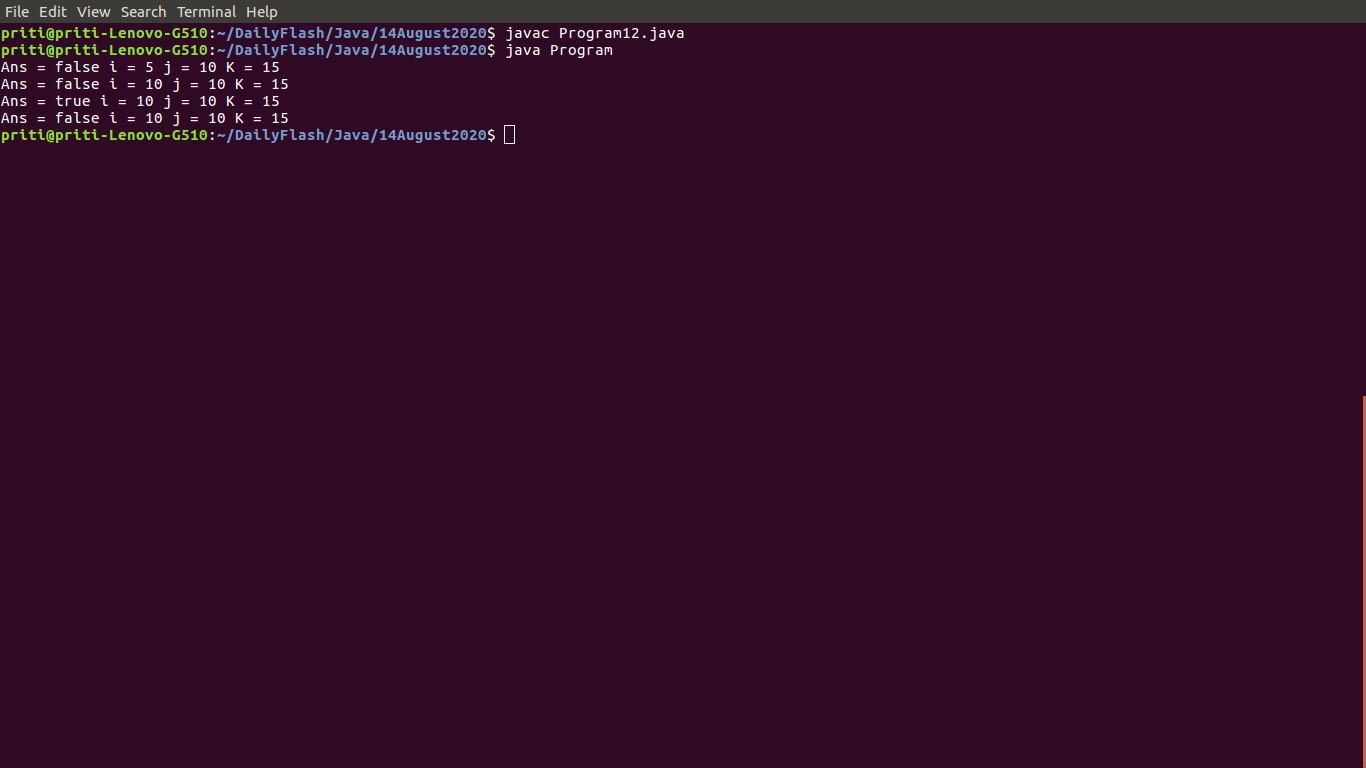 File Edit View Search Terminal Help
priti@priti-Lenovo-G510:~/DailyFlash/Java/14August2020$ javac Program12.java
priti@priti-Lenovo-G510:~/DailyFlash/Java/14August2020$ java Program
Ans = false i = 5 j = 10 K = 15
Ans = false i = 10 j = 10 K = 15
Ans = true i = 10 j = 10 K = 15
Ans = false i = 10 j = 10 K = 15
priti@priti-Lenovo-G510:~/DailyFlash/Java/14August2020$